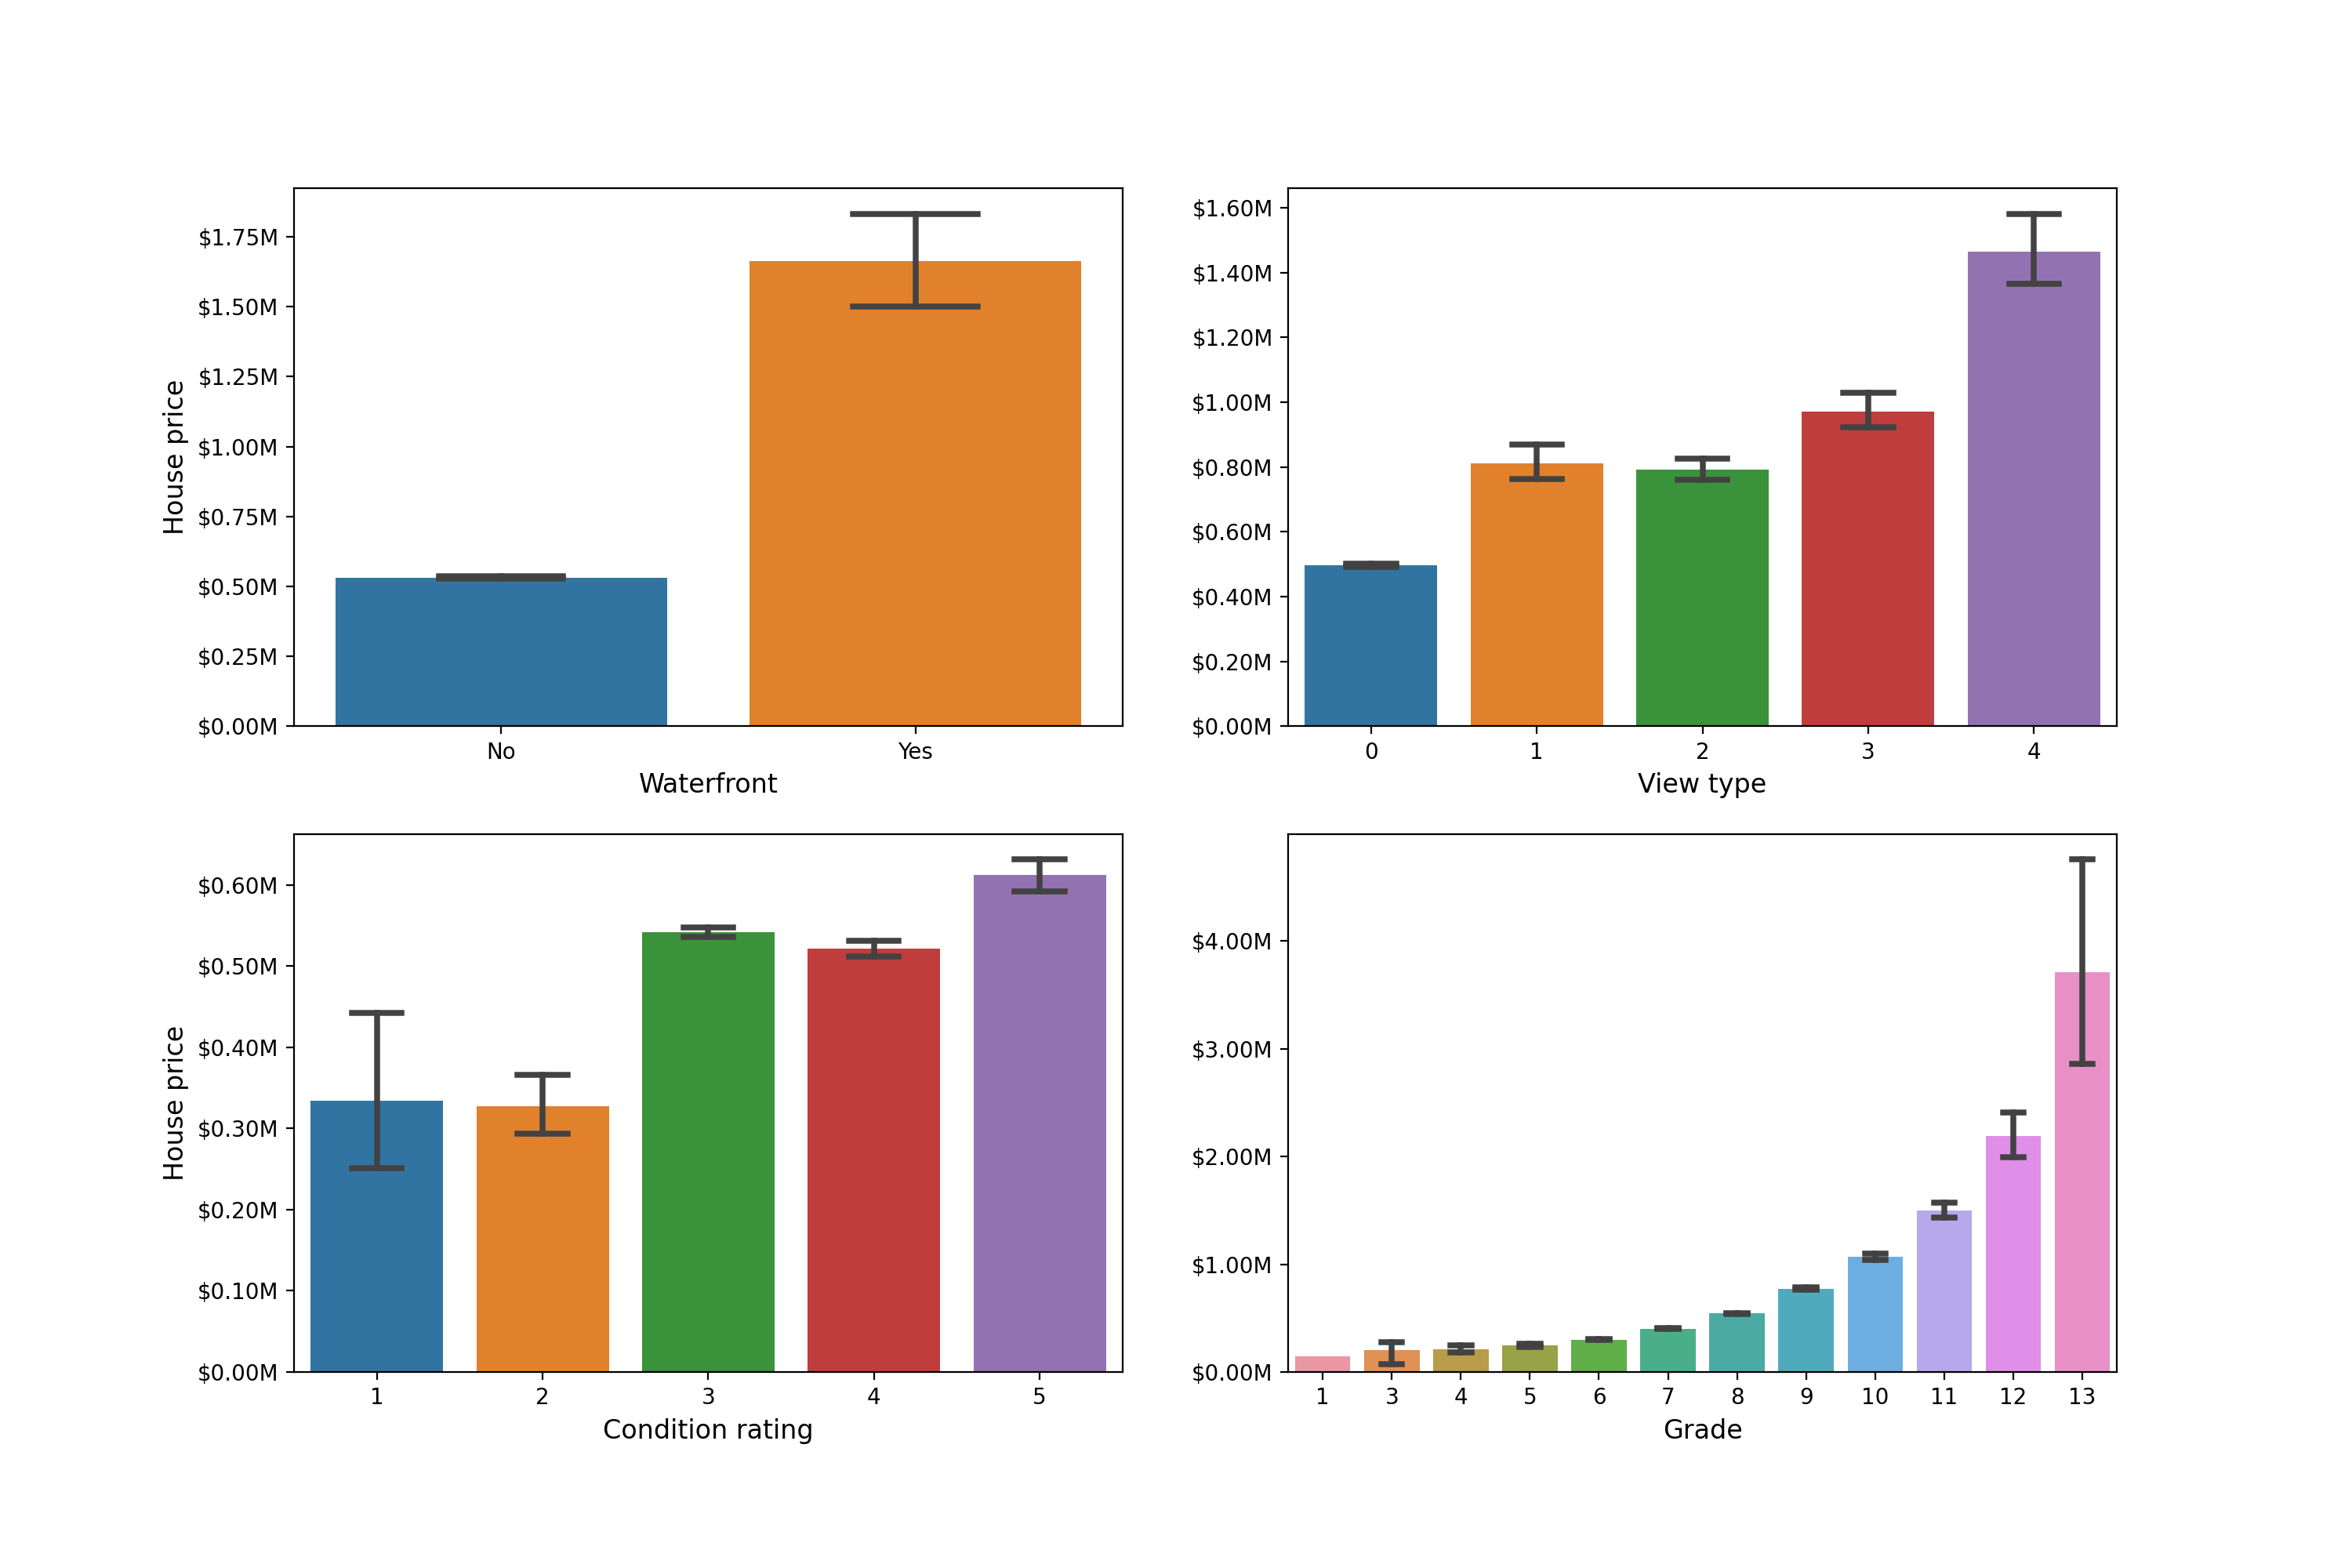 House price
$1.75M
$1.50M
$1.25M
$1.00M
$0.75M
$0.50M
$0.25M
$0.00M
No Yes
Waterfront
$1.60M
$1.40M
$1.20M
$1.00M
$0.80M
$0.60M
$0.40M
$0.20M
$0.00M
0 1 2 3 4
View type
House price
$0.60M
$0.50M
$0.40M
$0.30M
$0.20M
$0.10M
$0.00M
1 2 3 4 5
Condition rating
$4.00M
$3.00M
$2.00M
$1.00M
$0.00M
1 3 4 5 6 7 8 9 10 11 12 13
Grade